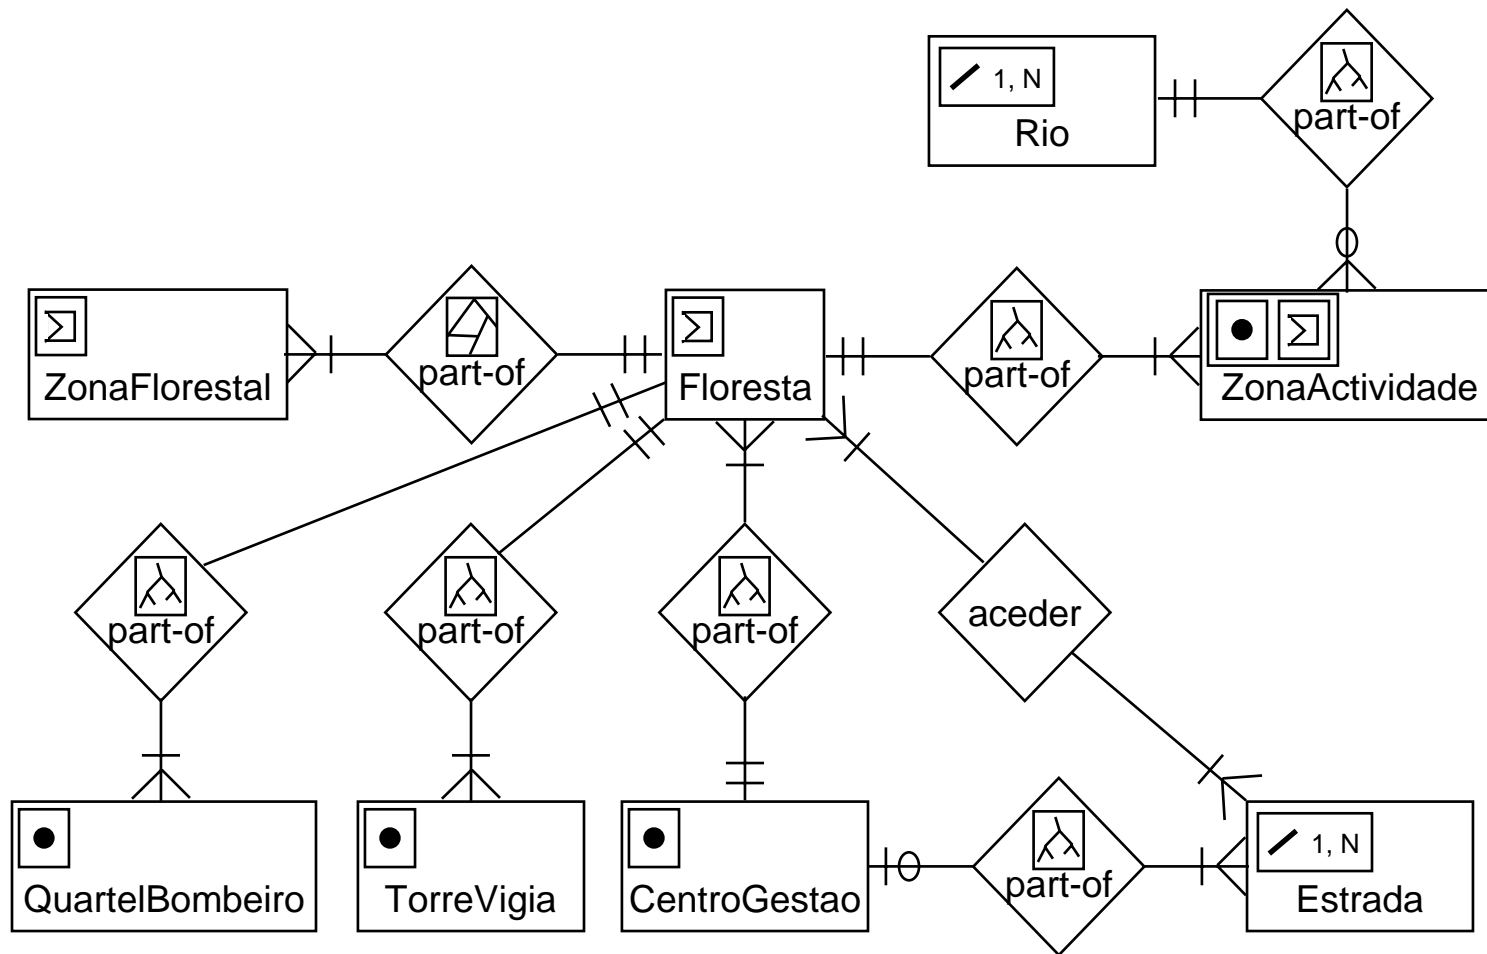 1, N
Rio
part-of
ZonaFlorestal
part-of
Floresta
part-of
ZonaActividade
part-of
part-of
part-of
aceder
QuartelBombeiro
TorreVigia
CentroGestao
part-of
1, N
Estrada